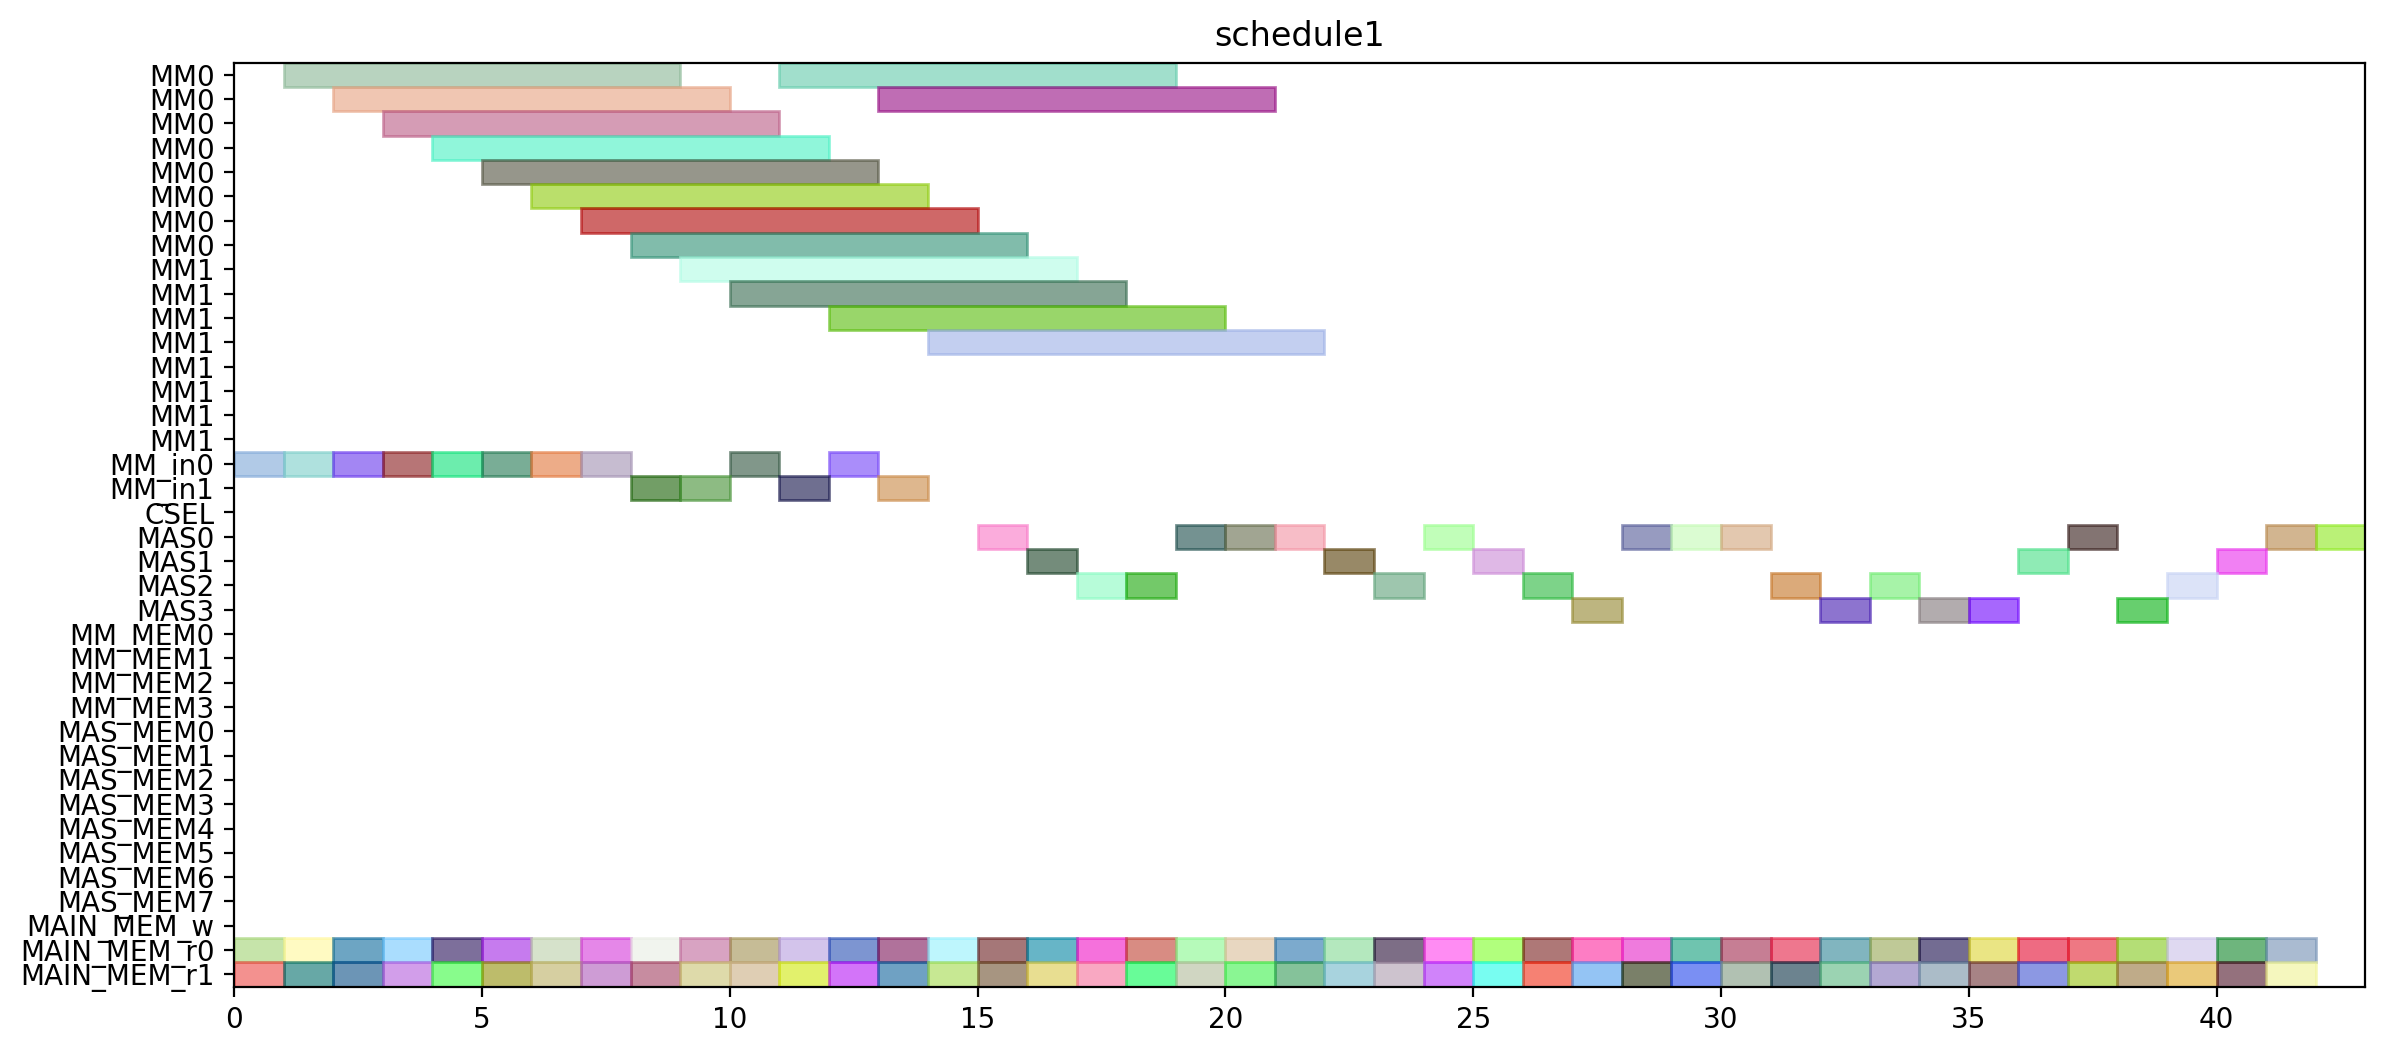 schedule1
MM0
MM0
MM0
MM0
MM0
MM0
MM0
MM0
MM1
MM1
MM1
MM1
MM1
MM1
MM1
MM1
MM_in0
MM_in1
CSEL
MAS0
MAS1
MAS2
MAS3
MM_MEM0
MM_MEM1
MM_MEM2
MM_MEM3
MAS_MEM0
MAS_MEM1
MAS_MEM2
MAS_MEM3
MAS_MEM4
MAS_MEM5
MAS_MEM6
MAS_MEM7
MAIN_MEM_w
MAIN_MEM_r0
MAIN_MEM_r1
0 5 10 15 20 25 30 35 40